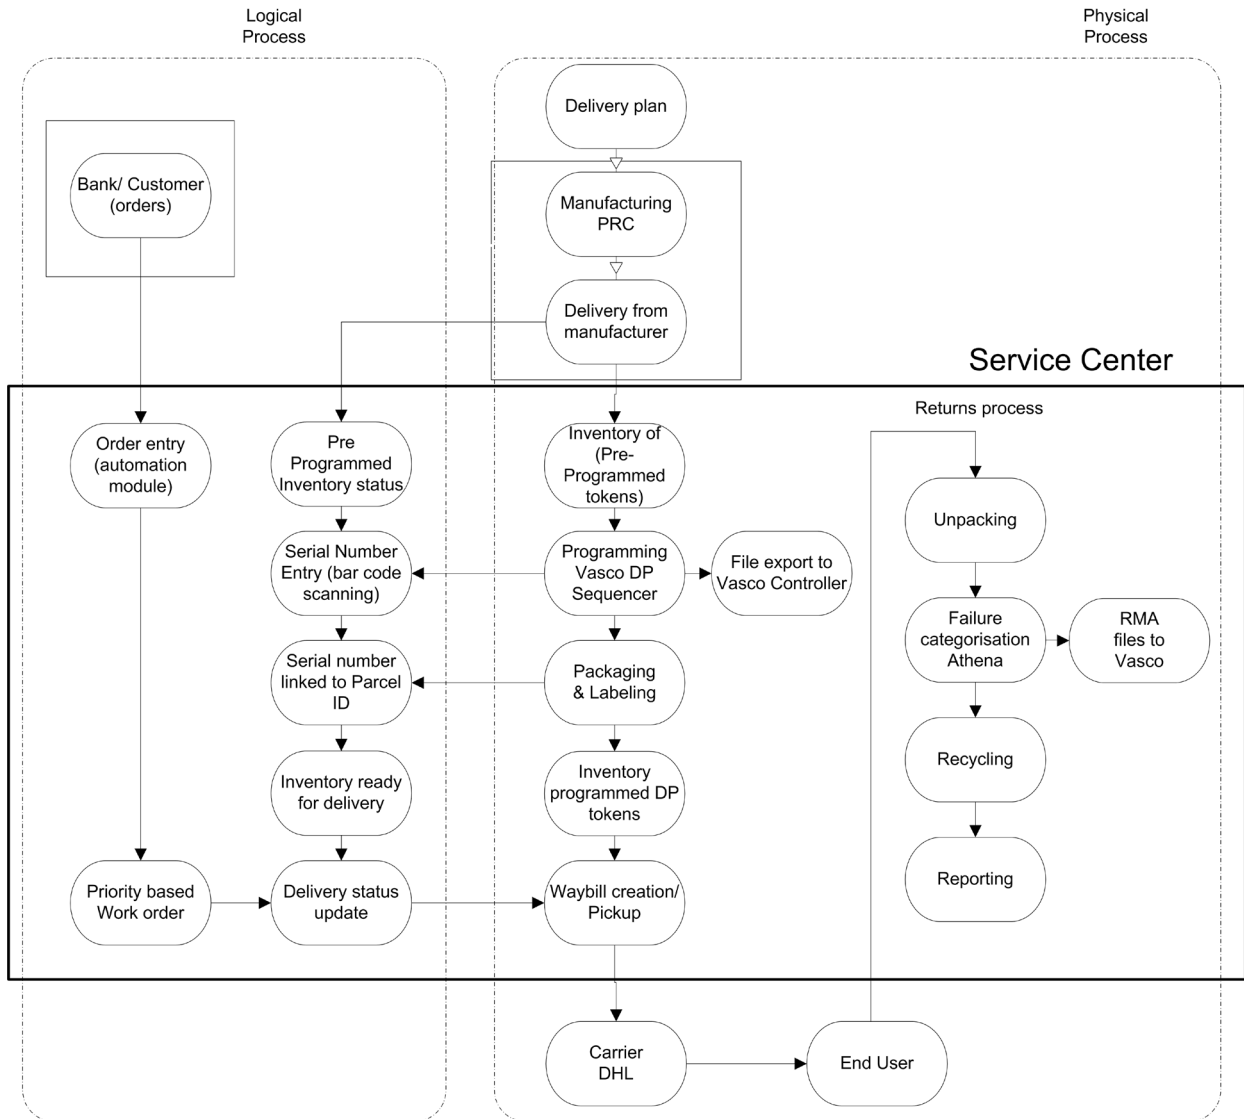 Logical
Process
Physical
Process
Delivery plan
Bank/ Customer
(orders)
Manufacturing
PRC
Delivery from
manufacturer
Service Center
Returns process
Order entry
(automation
module)
Pre
Programmed
Inventory status
Inventory of
(Pre-
Programmed
tokens)
Unpacking
Serial Number
Entry (bar code
scanning)
Programming
Vasco DP
Sequencer
File export to
Vasco Controller
Failure
categorisation
Athena
RMA
files to
Vasco
Serial number
linked to Parcel
ID
Packaging
& Labeling
Recycling
Inventory ready
for delivery
Inventory
programmed DP
tokens
Reporting
Priority based
Work order
Delivery status
update
Waybill creation/
Pickup
Carrier
DHL
End User